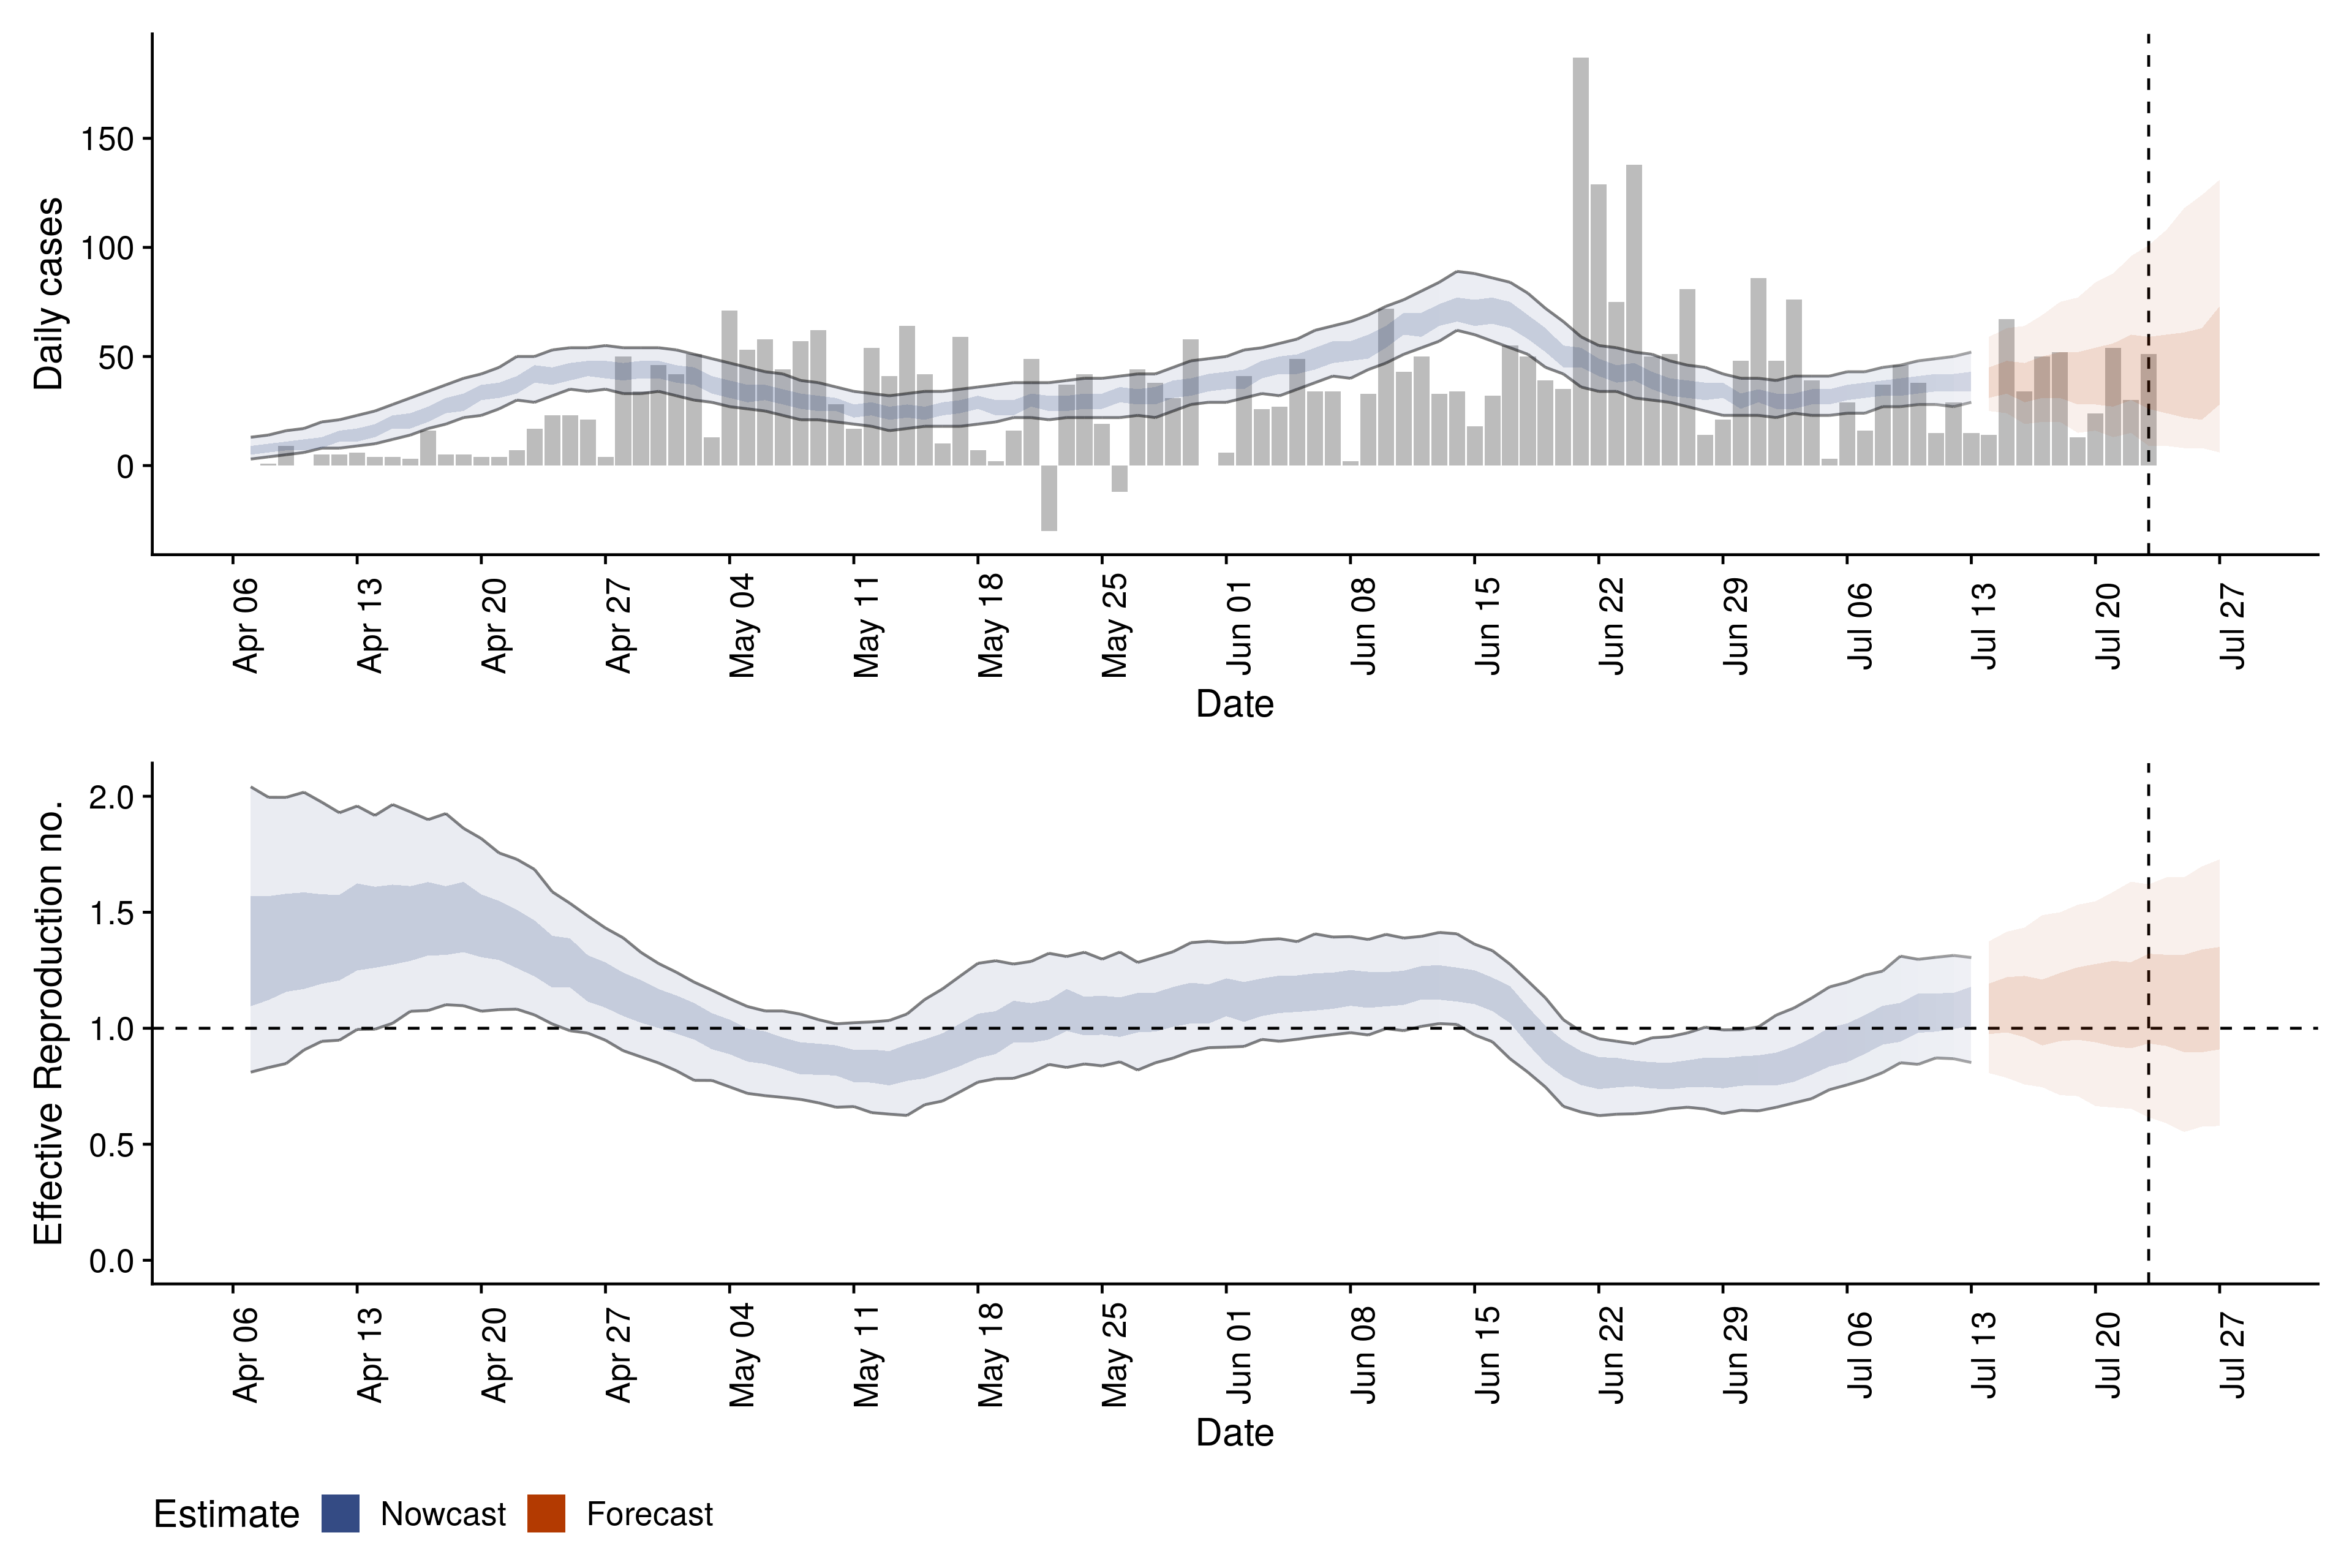 Daily cases
150
100
50
0
Apr 06 Apr 13 Apr 20 Apr 27 May 04 May 11 May 18 May 25 Jun 01 Jun 08 Jun 15 Jun 22 Jun 29 Jul 06 Jul 13 Jul 20 Jul 27
Date
Effective Reproduction no.
2.0
1.5
1.0
0.5
0.0
Apr 06 Apr 13 Apr 20 Apr 27 May 04 May 11 May 18 May 25 Jun 01 Jun 08 Jun 15 Jun 22 Jun 29 Jul 06 Jul 13 Jul 20 Jul 27
Date
Estimate Nowcast Forecast